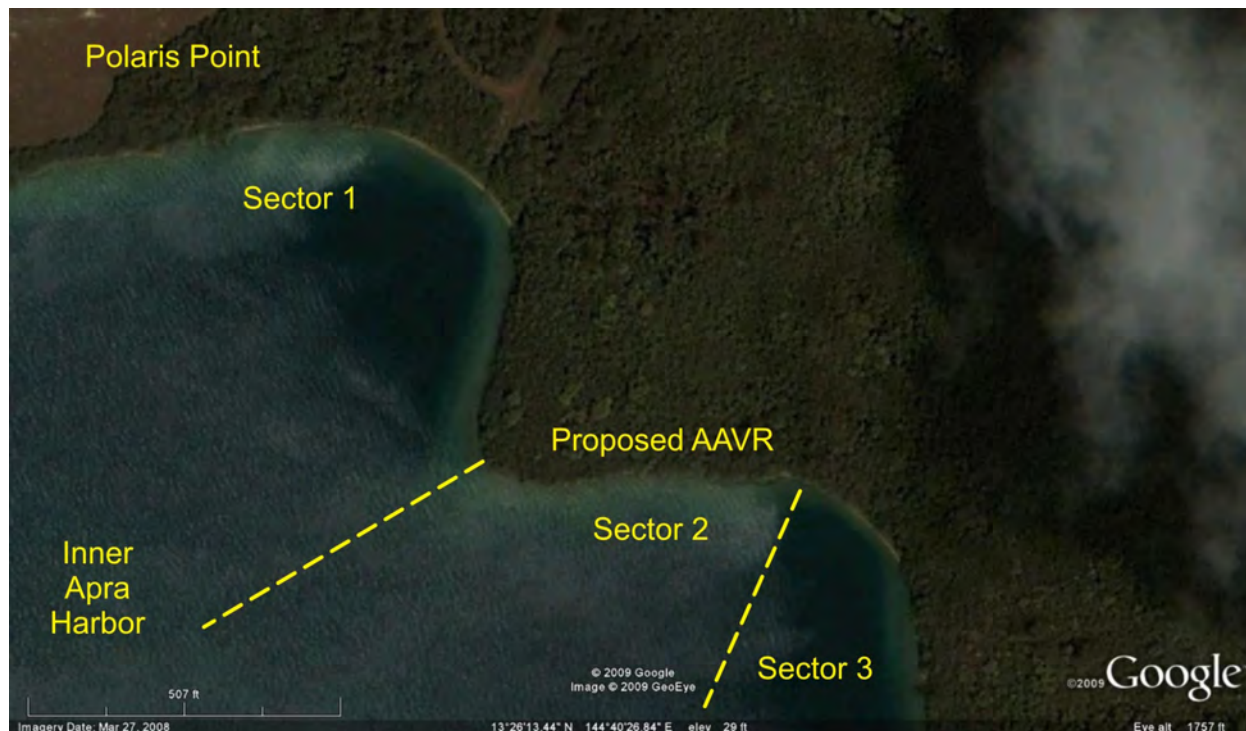 Polaris Point
Sector 1
Proposed AAVR
Sector 2
Inner
Apra
Harbor
Sector 3
© 2009 Google
Image © 2009 GeoEye
©2009 Google
507 ft
Imagery Date: Mar 27, 2008
13°26'13.44" N 144°40'26.84" E elev 29 ft
Eye alt 1757 ft